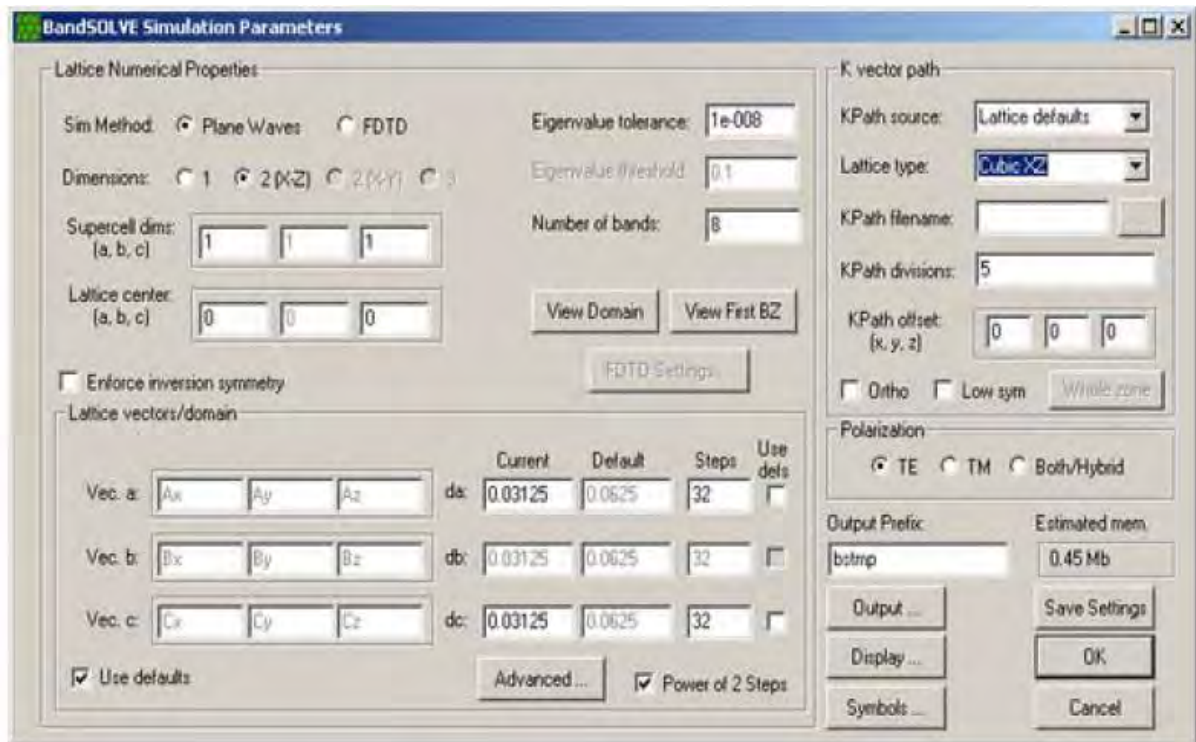 BandSOLVE Simulation Parameters
Lattice Numerical Properties
Sim Method: Plane Waves FDTD
Eigenvalue tolerance: 1e-008
Dimensions: 1 2 (X-Z) 2 (X-Y) 3
Eigenvalue threshold 0.1
Supercell dims: (a, b, c) 1 1 1
Number of bands: 8
Lattice center: (a, b, c) 0 0 0
View Domain View First BZ
FDTD Settings...
Enforce inversion symmetry
Lattice vectors/domain
Current Default Steps Use defs
Vec. a: Ax Ay Az da: 0.03125 0.0625 32
Vec. b: Bx By Bz db: 0.03125 0.0625 32
Vec. c: Cx Cy Cz dc: 0.03125 0.0625 32
Use defaults Advanced ... Power of 2 Steps
K vector path
KPath source: Lattice defaults
Lattice type: Cubic XZ
KPath filename:
KPath divisions: 5
KPath offset: (x, y, z) 0 0 0
Ortho Low sym Whole zone
Polarization
TE TM Both/Hybrid
Output Prefix: Estimated mem.
bstmp 0.45 Mb
Output ... Save Settings
Display ... OK
Symbols ... Cancel